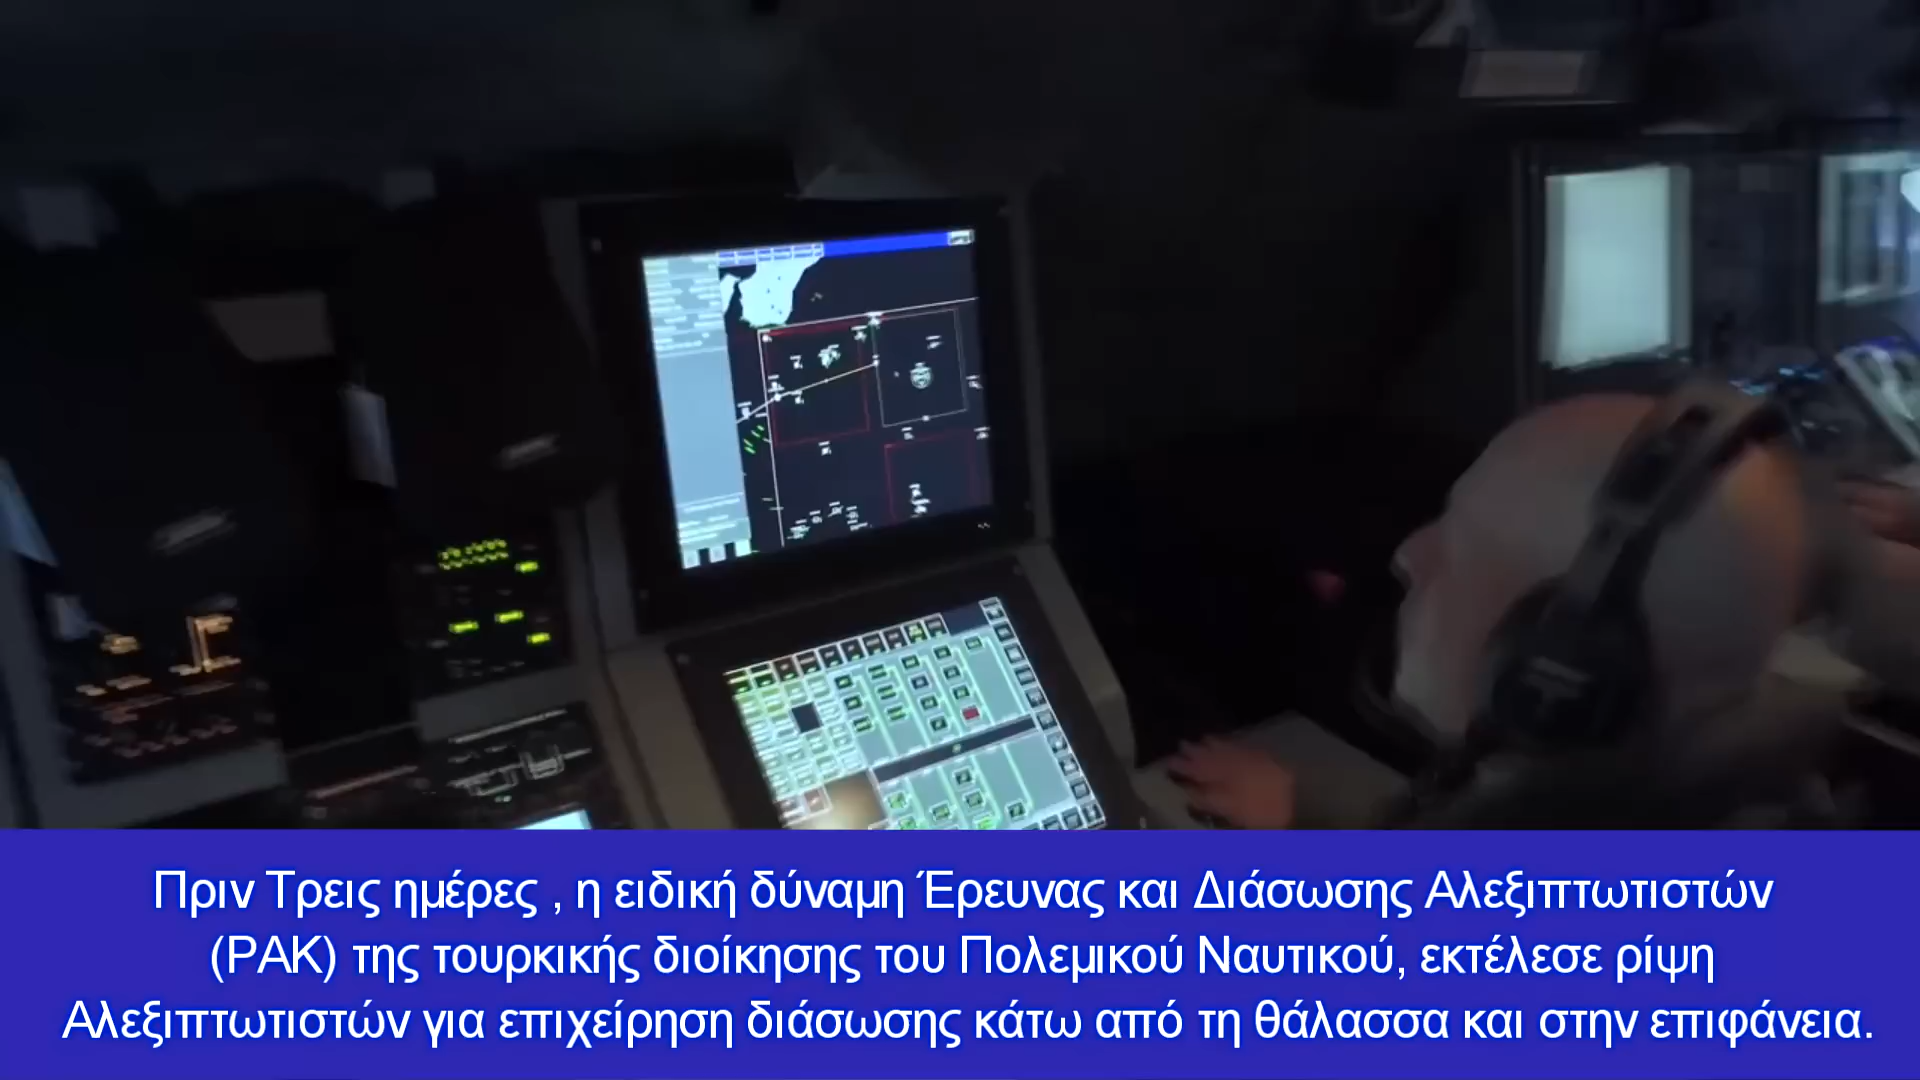 Πριν Τρεις ημέρες , η ειδική δύναμη Έρευνας και Διάσωσης Αλεξιπτωτιστών
(ΡΑΚ) της τουρκικής διοίκησης του Πολεμικού Ναυτικού, εκτέλεσε ρίψη
Αλεξιπτωτιστών για επιχείρηση διάσωσης κάτω από τη θάλασσα και στην επιφάνεια.